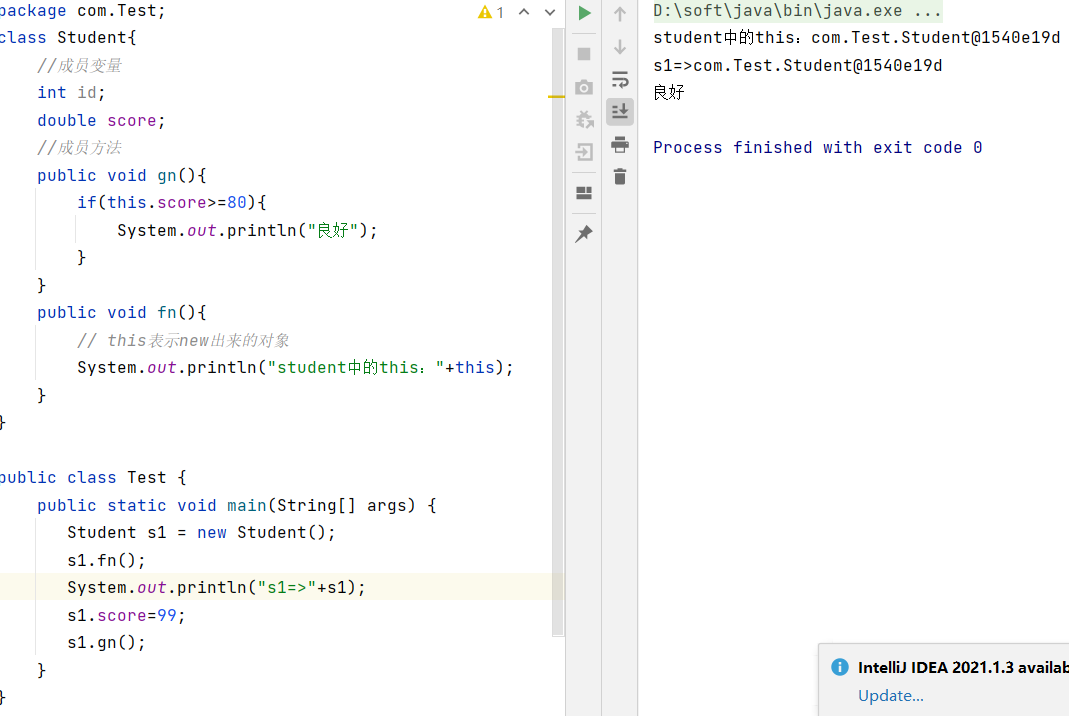 package com.Test;
class Student{
//成员变量
int id;
double score;
//成员方法
public void gn(){
if(this.score>=80){
System.out.println("良好");
}
}
public void fn(){
// this表示new出来的对象
System.out.println("student中的this："+this);
}
}
public class Test {
public static void main(String[] args) {
Student s1 = new Student();
s1.fn();
System.out.println("s1=>"+s1);
s1.score=99;
s1.gn();
}
}
1
D:\soft\java\bin\java.exe ...
student中的this：com.Test.Student@1540e19d
s1=>com.Test.Student@1540e19d
良好
Process finished with exit code 0
IntelliJ IDEA 2021.1.3 availab
Update...